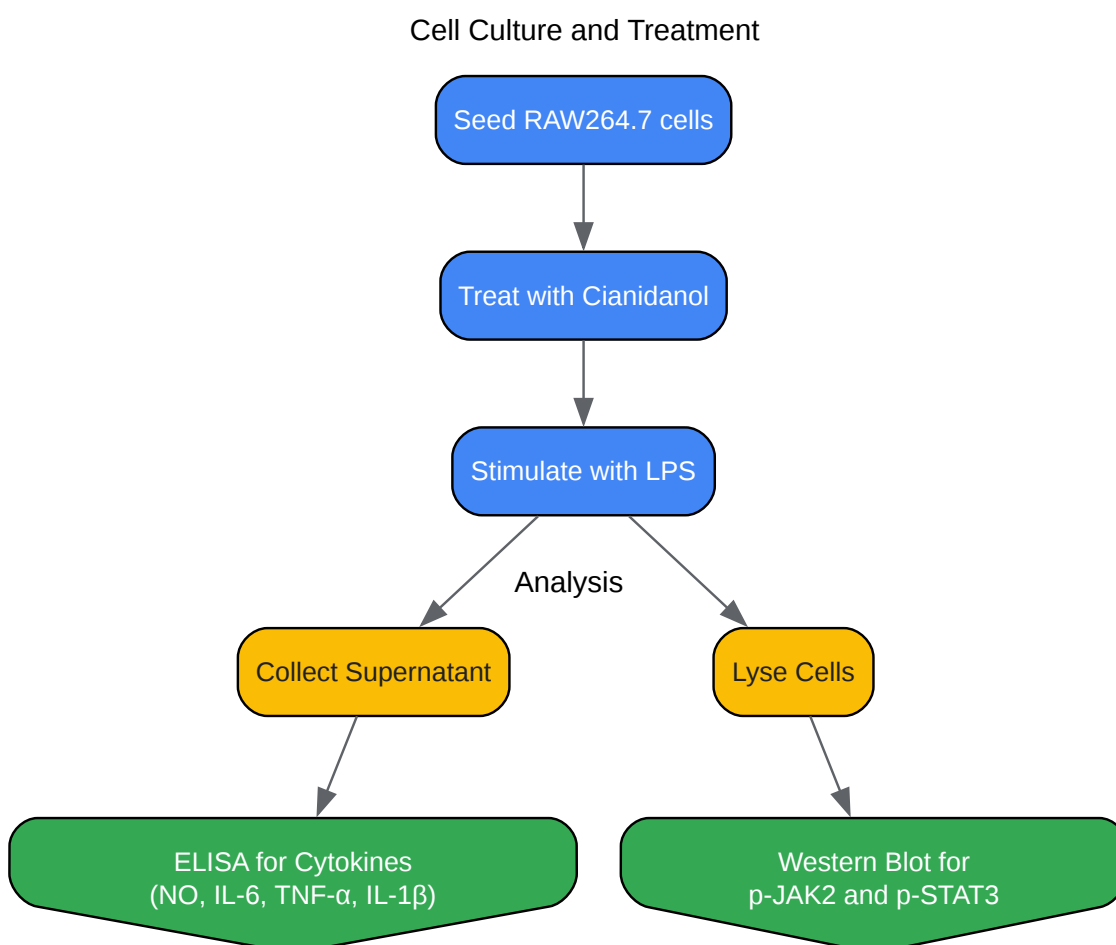 Cell Culture and Treatment
Seed RAW264.7 cells
Treat with Cianidanol
Stimulate with LPS
Analysis
Collect Supernatant
Lyse Cells
ELISA for Cytokines
(NO, IL-6, TNF-α, IL-1β)
Western Blot for
p-JAK2 and p-STAT3